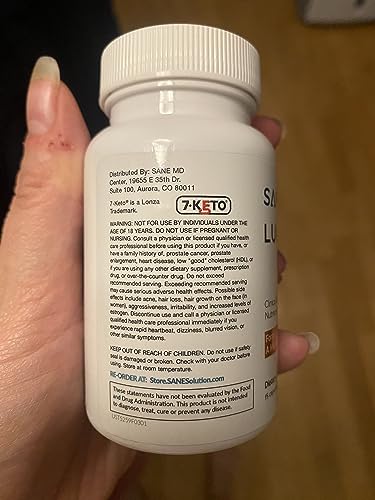 Distributed By: SANE MD
Center, 19655 E 35th Dr.
Suite 100, Aurora, CO 80011
7-Keto® is a Lonza
Trademark.
7-KETO®
WARNING: NOT FOR USE BY INDIVIDUALS UNDER THE
AGE OF 18 YEARS. DO NOT USE IF PREGNANT OR
NURSING. Consult a physician or licensed qualified health
care professional before using this product if you have, or
have a family history of, prostate cancer, prostate
enlargement, heart disease, low "good" cholesterol (HDL), or
if you are using any other dietary supplement, prescription
drug, or over-the-counter drug. Do not exceed
recommended serving. Exceeding recommended serving
may cause serious adverse health effects. Possible side
effects include acne, hair loss, hair growth on the face (in
women), aggressiveness, irritability, and increased levels of
estrogen. Discontinue use and call a physician or licensed
qualified health care professional immediately if you
experience rapid heartbeat, dizziness, blurred vision, or
other similar symptoms.
KEEP OUT OF REACH OF CHILDREN. Do not use if safety
seal is damaged or broken. Check with your doctor before
using. Store at room temperature.
RE-ORDER AT: Store.SANESolution.com
These statements have not been evaluated by the Food
and Drug Administration. This product is not intended
to diagnose, treat, cure or prevent any disease.